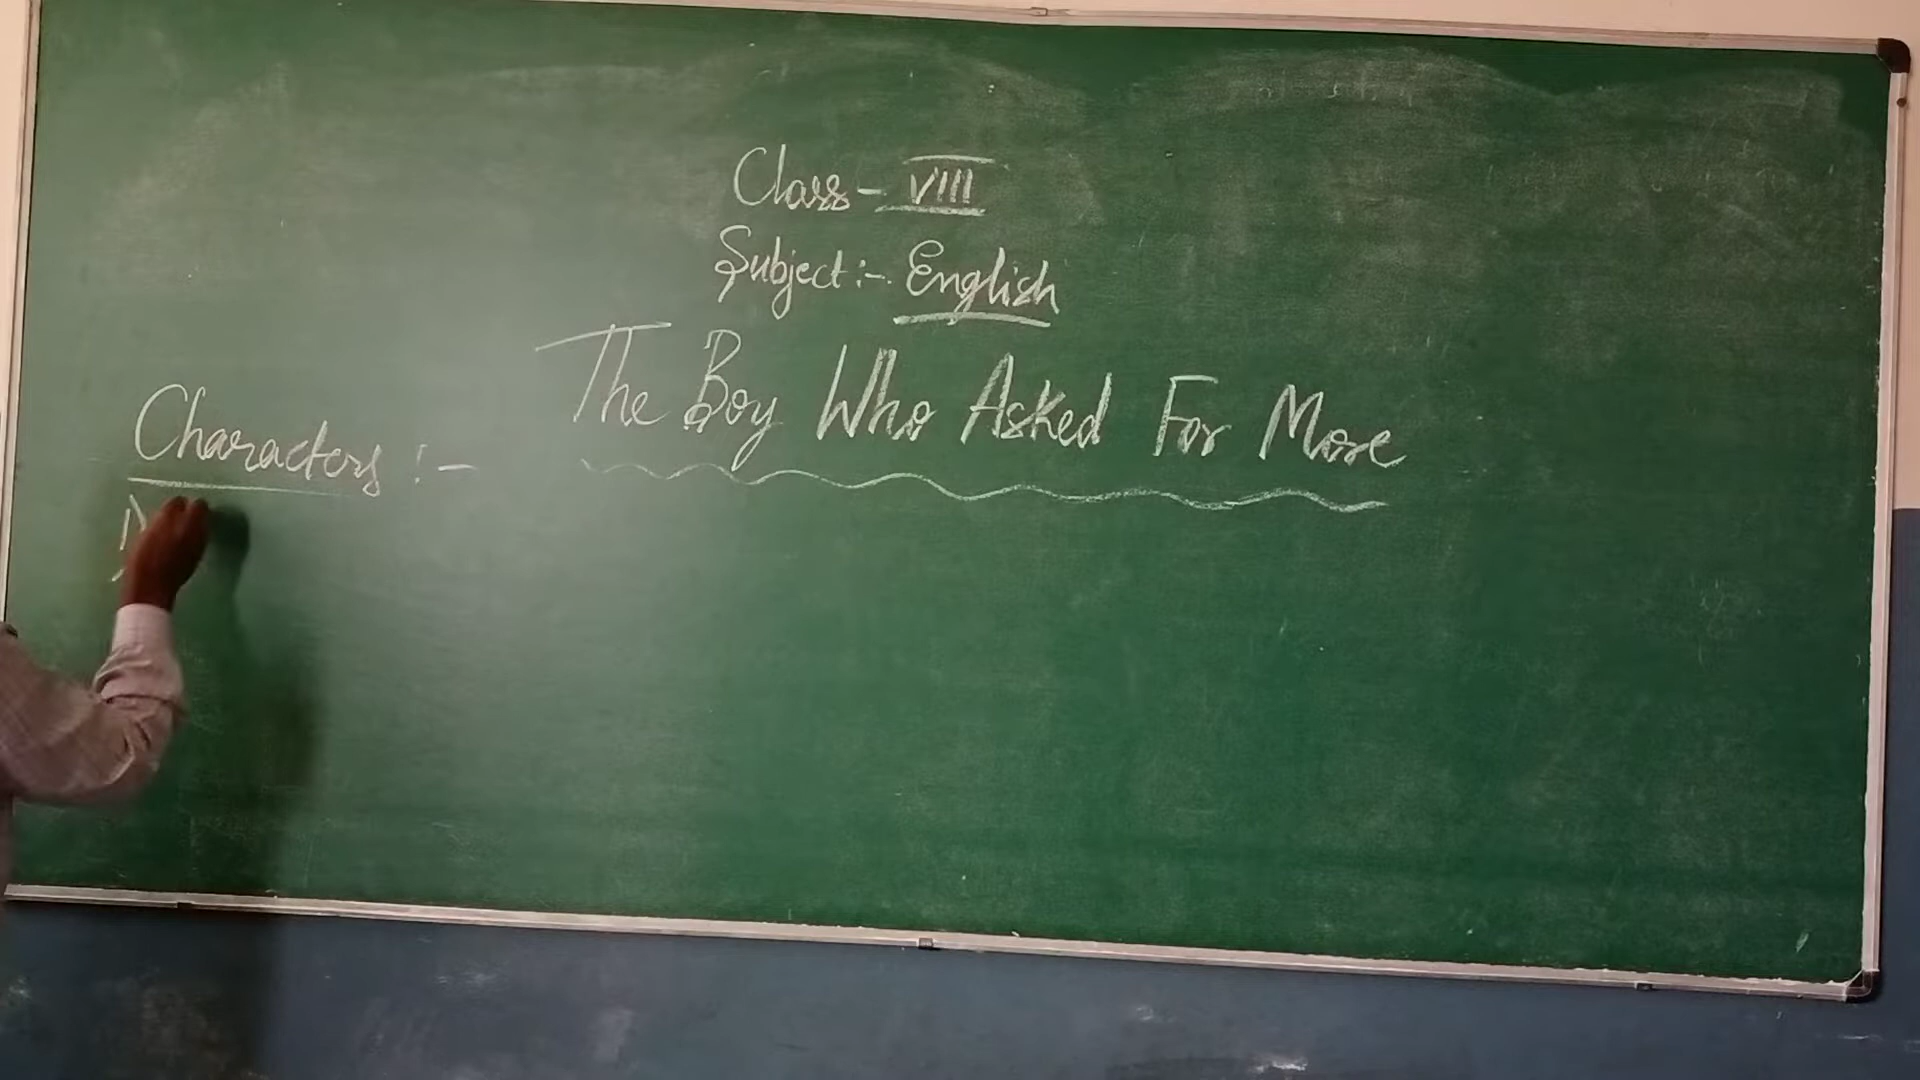 Class - VIII
Subject :- English
The Boy Who Asked For More
Characters :-